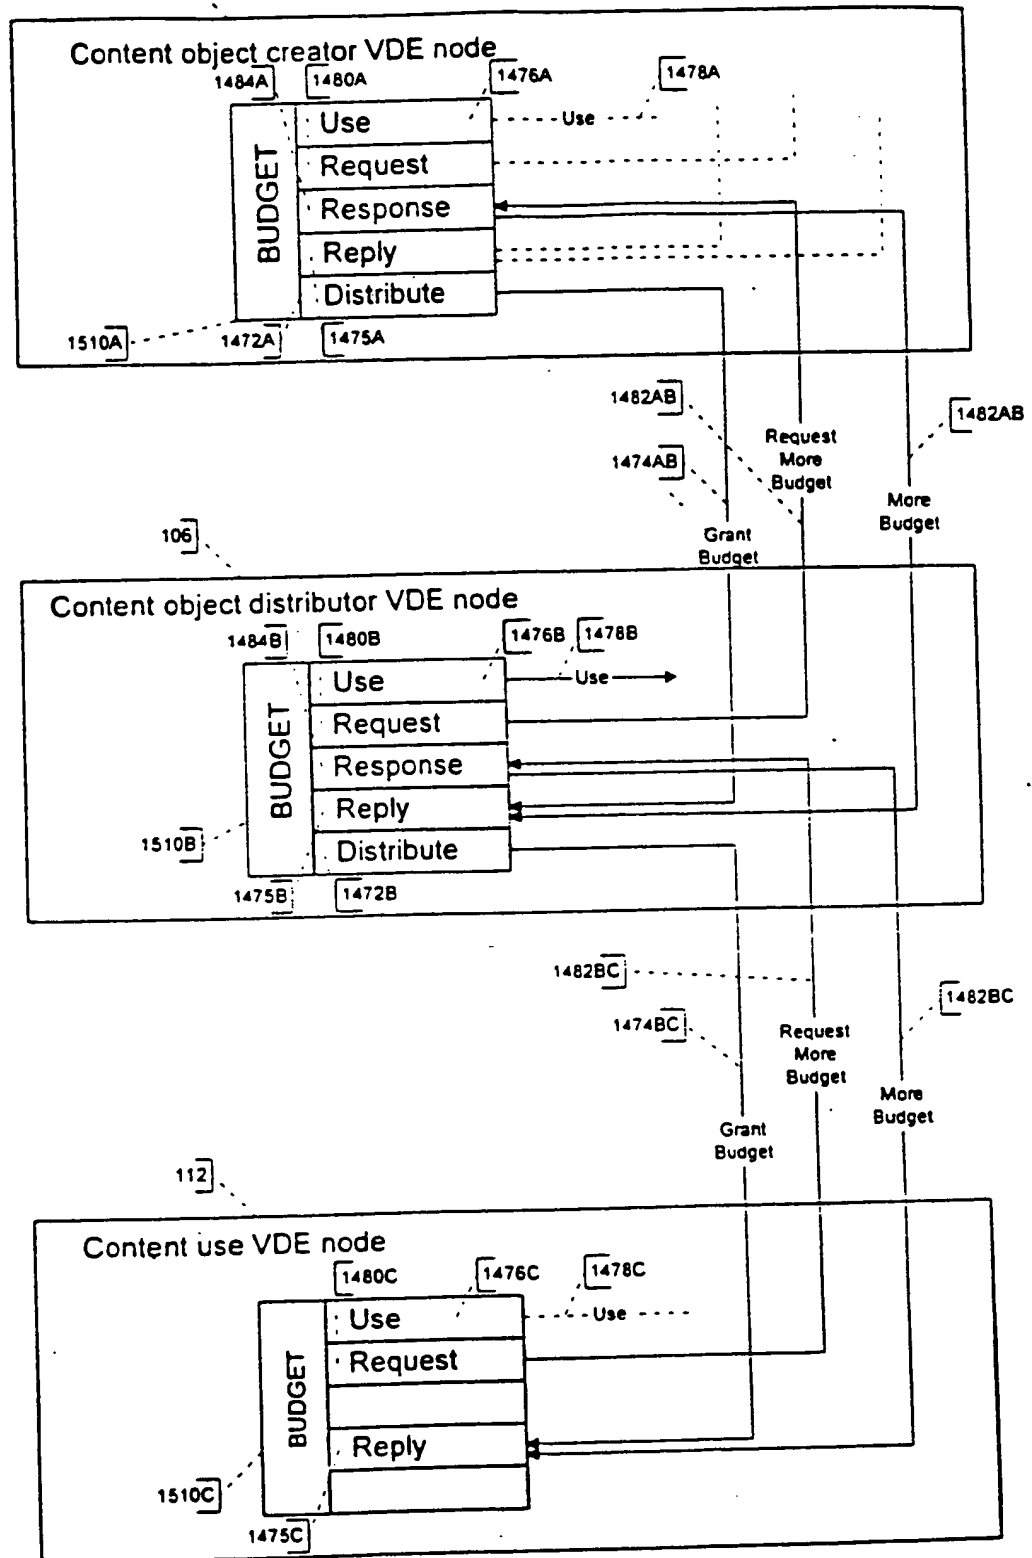 Content object creator VDE node
1484A
1480A
1476A
1478A
BUDGET
Use
Use
Request
Response
Reply
Distribute
1510A
1472A
1475A
1482AB
1474AB
Request
More
Budget
1482AB
More
Budget
Grant
Budget
106
Content object distributor VDE node
1484B
1480B
1476B
1478B
BUDGET
Use
Use
Request
Response
Reply
Distribute
1510B
1475B
1472B
1482BC
1474BC
Request
More
Budget
1482BC
More
Budget
Grant
Budget
112
Content use VDE node
1480C
1476C
1478C
BUDGET
Use
Use
Request
Reply
1510C
1475C